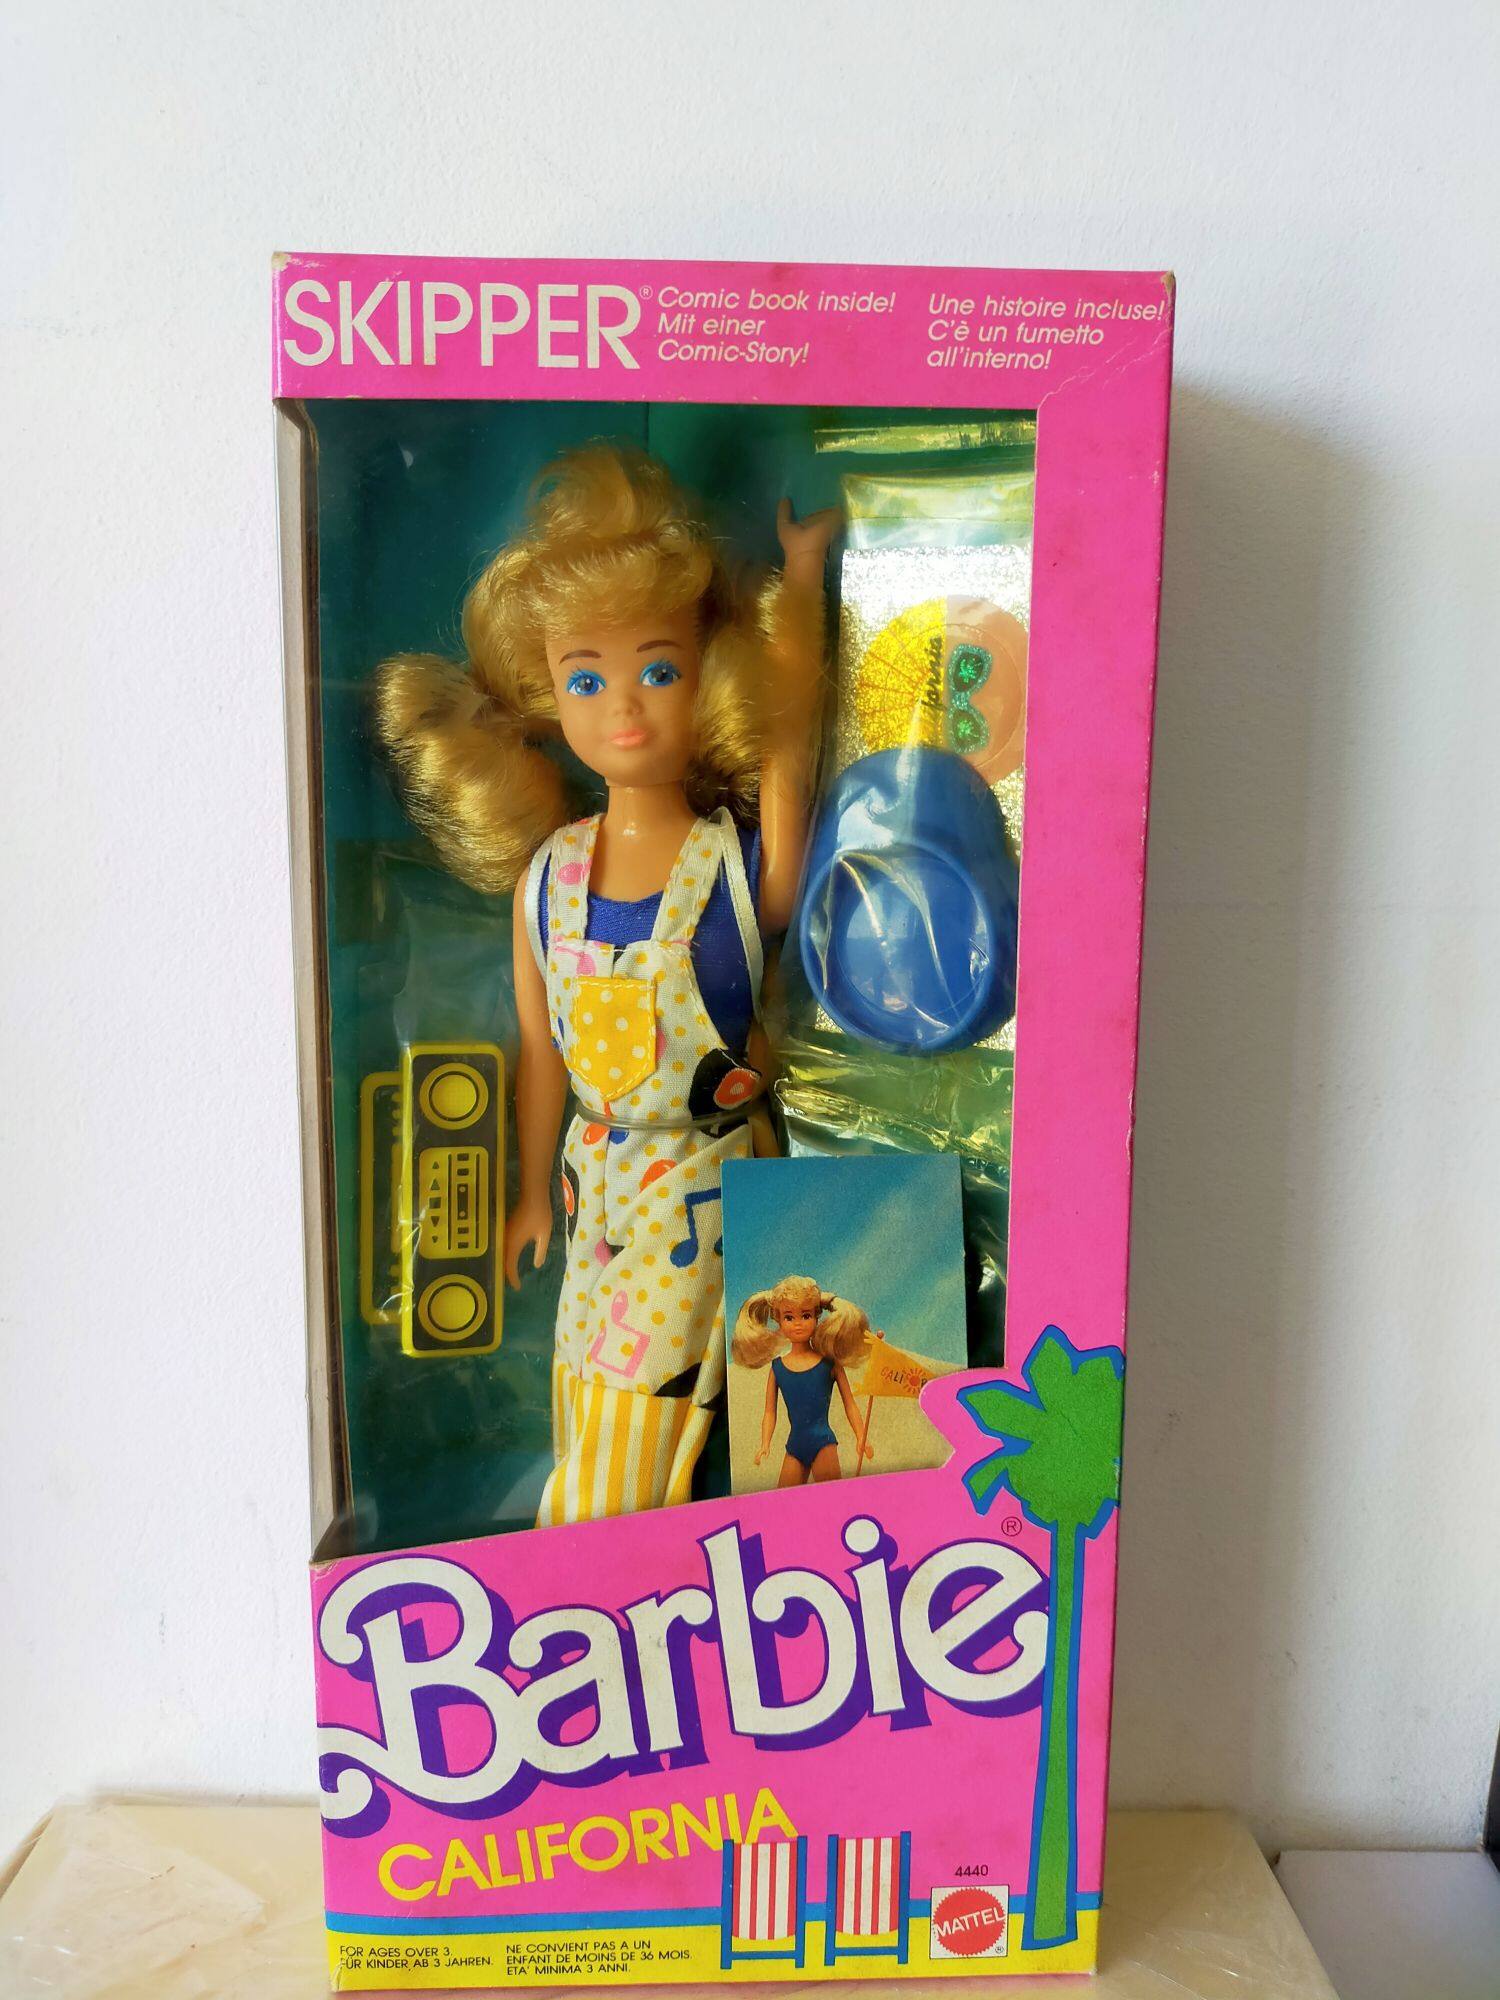 SKIPPER®
Comic book inside!
Mit einer
Comic-Story!
Une histoire incluse!
C'è un fumetto
all'interno!
Barbie®
CALIFORNIA
4440
MATTEL®
FOR AGES OVER 3.
FÜR KINDER AB 3 JAHREN.
NE CONVIENT PAS A UN
ENFANT DE MOINS DE 36 MOIS.
ETA' MINIMA 3 ANNI.